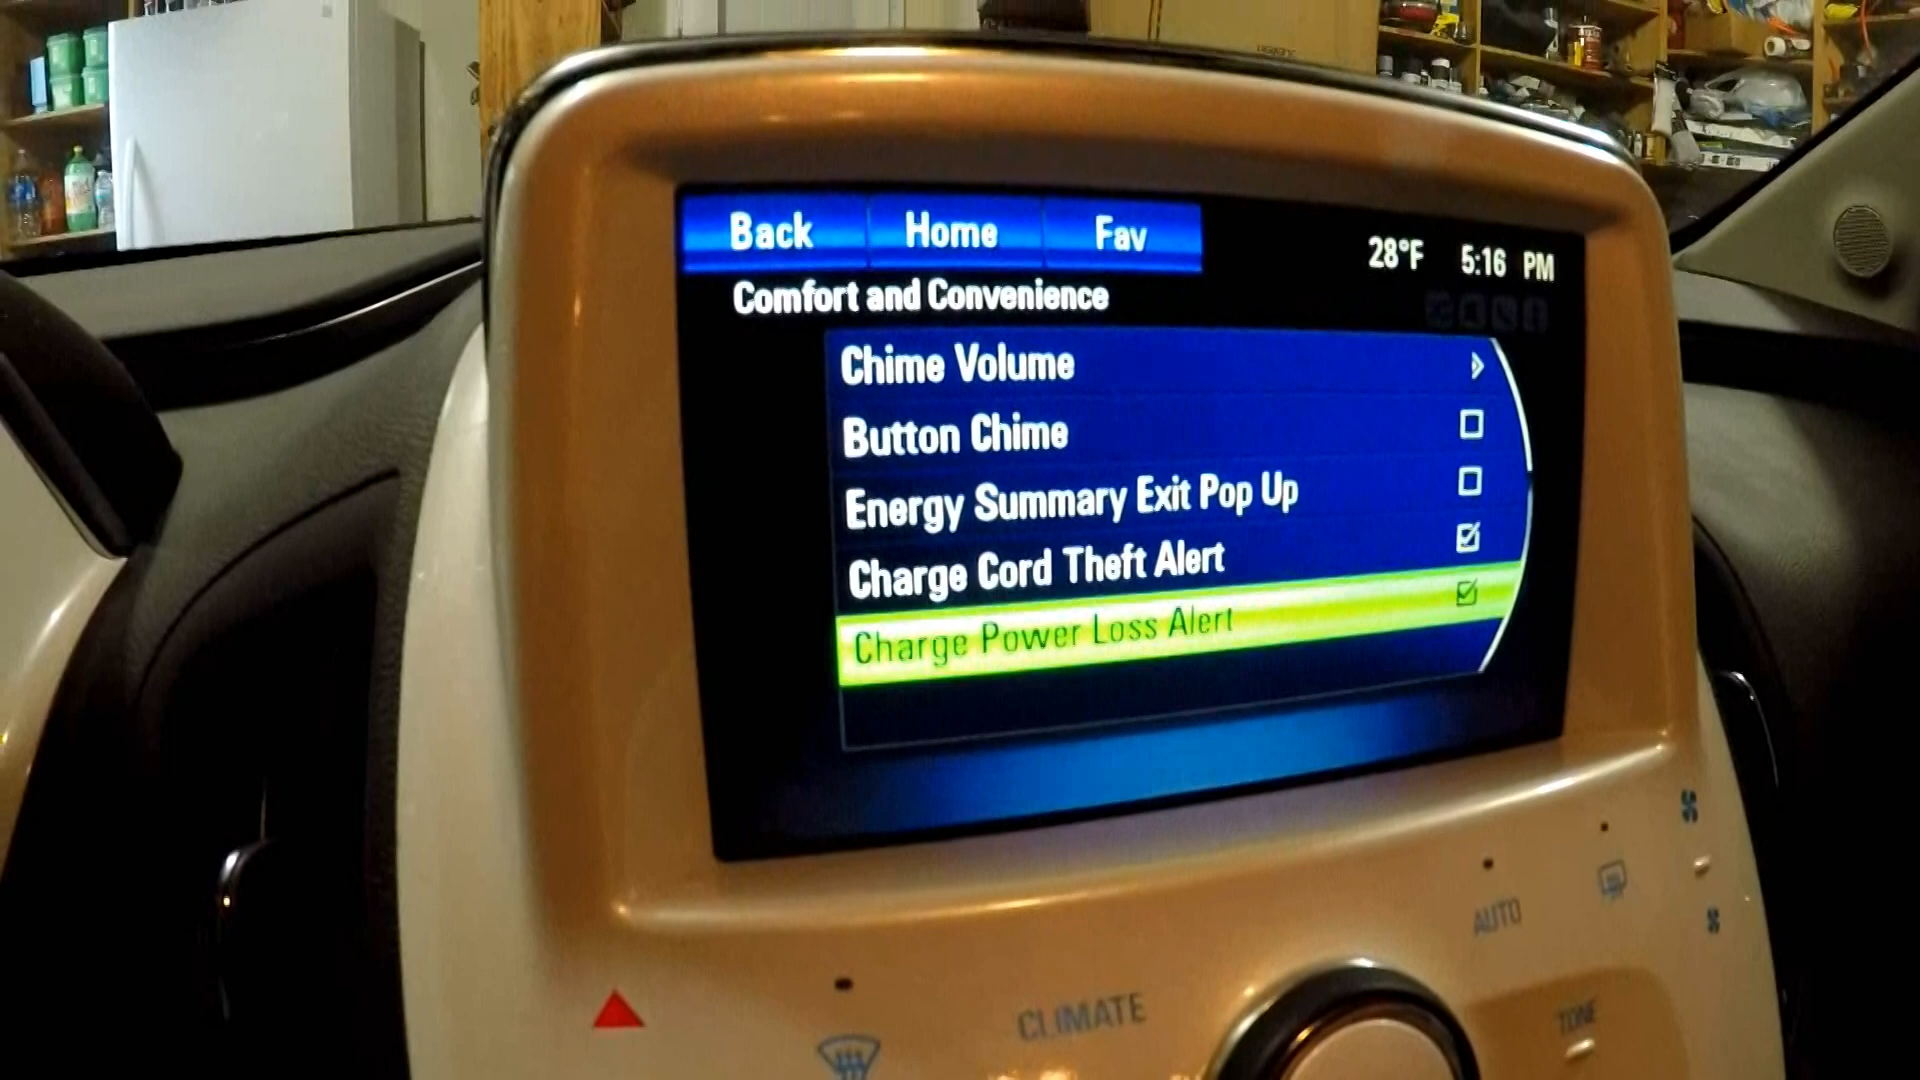 Back Home Fav
28°F 5:16 PM
Comfort and Convenience
Chime Volume
Button Chime
Energy Summary Exit Pop Up
Charge Cord Theft Alert
Charge Power Loss Alert
AUTO
CLIMATE
TONE